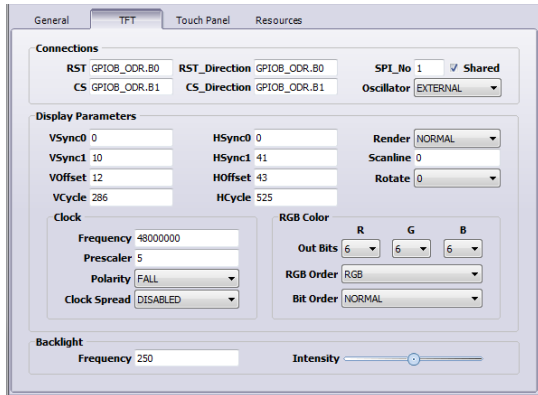 General TFT Touch Panel Resources
Connections
RST GPIOB_ODR.B0 RST_Direction GPIOB_ODR.B0 SPI_No 1 Shared
CS GPIOB_ODR.B1 CS_Direction GPIOB_ODR.B1 Oscillator EXTERNAL
Display Parameters
VSync0 0 HSync0 0 Render NORMAL
VSync1 10 HSync1 41 Scanline 0
VOffset 12 HOffset 43 Rotate 0
VCycle 286 HCycle 525
Clock RGB Color
R G B
Frequency 48000000 Out Bits 6 6 6
Prescaler 5
Polarity FALL RGB Order RGB
Clock Spread DISABLED Bit Order NORMAL
Backlight
Frequency 250 Intensity